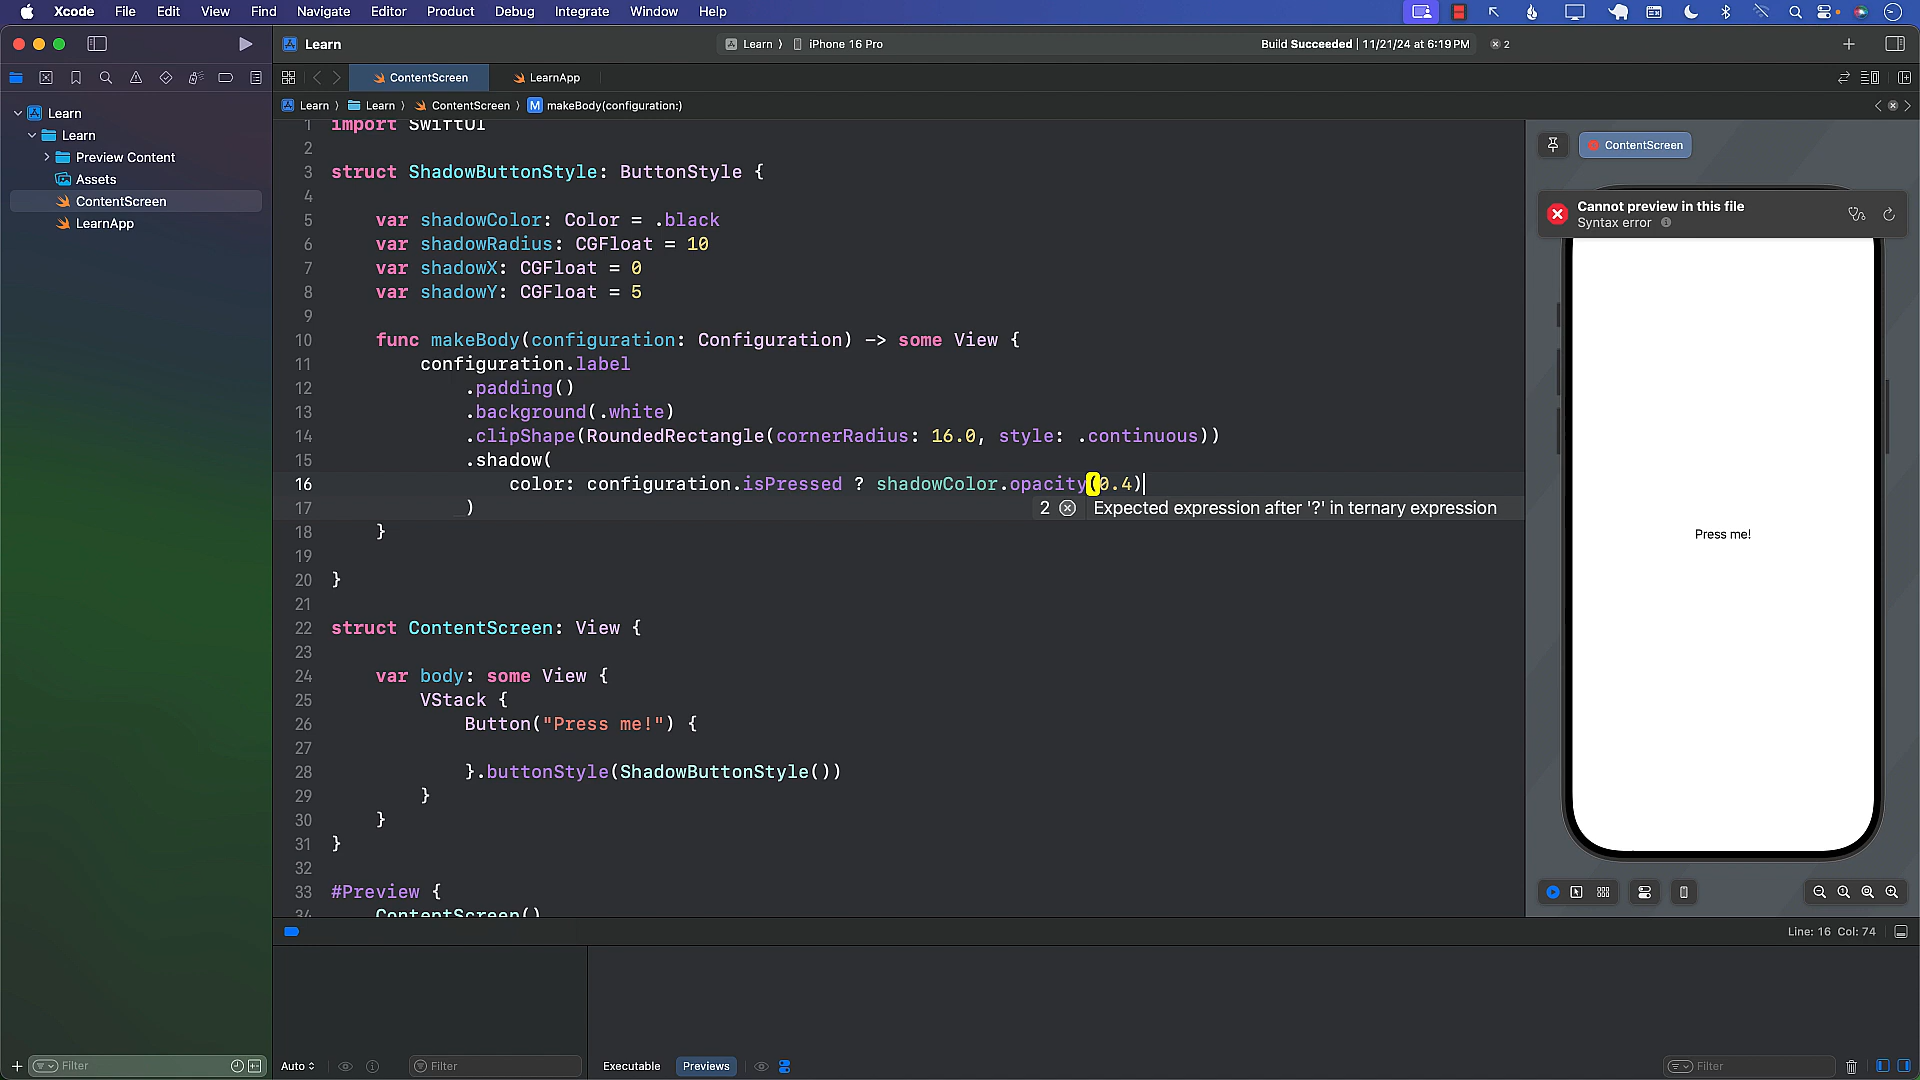 Xcode File Edit View Find Navigate Editor Product Debug Integrate Window Help
Learn
Learn 〉 iPhone 16 Pro
Build Succeeded | 11/21/24 at 6:19 PM
2
ContentScreen
LearnApp
Learn 〉 Learn 〉 ContentScreen 〉 M makeBody(configuration:)
Learn
Learn
Preview Content
Assets
ContentScreen
LearnApp
1 import SwiftUI
2
3 struct ShadowButtonStyle: ButtonStyle {
4
5 var shadowColor: Color = .black
6 var shadowRadius: CGFloat = 10
7 var shadowX: CGFloat = 0
8 var shadowY: CGFloat = 5
9
10 func makeBody(configuration: Configuration) -> some View {
11 configuration.label
12 .padding()
13 .background(.white)
14 .clipShape(RoundedRectangle(cornerRadius: 16.0, style: .continuous))
15 .shadow(
16 color: configuration.isPressed ? shadowColor.opacity(0.4)
17 )
2 Expected expression after '?' in ternary expression
18 }
19
20 }
21
22 struct ContentScreen: View {
23
24 var body: some View {
25 VStack {
26 Button("Press me!") {
27
28 }.buttonStyle(ShadowButtonStyle())
29 }
30 }
31 }
32
33 #Preview {
34 ContentScreen()
ContentScreen
Cannot preview in this file
Syntax error
Press me!
Line: 16 Col: 74
Filter
Auto
Filter
Executable
Previews
Filter